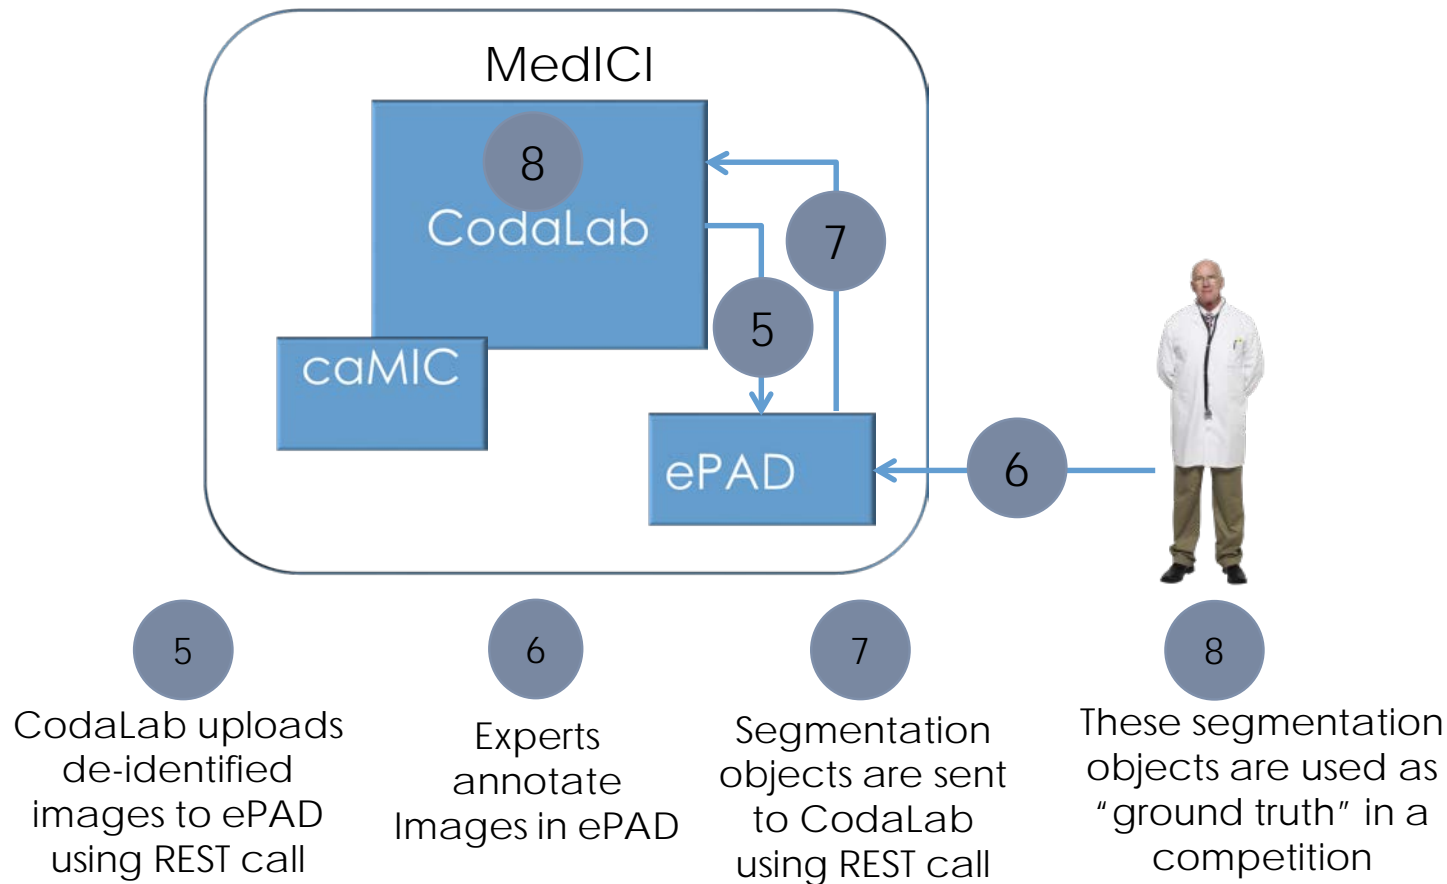 MedICI
8
CodaLab
7
5
caMIC
ePAD
6
5
CodaLab uploads
de-identified
images to ePAD
using REST call
6
Experts
annotate
Images in ePAD
7
Segmentation
objects are sent
to CodaLab
using REST call
8
These segmentation
objects are used as
“ground truth” in a
competition